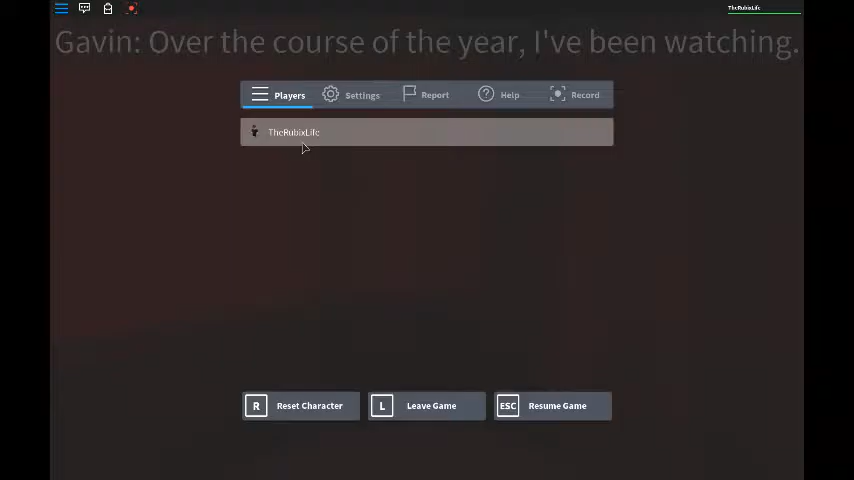 TheRubixLife
Gavin: Over the course of the year, I've been watching.
Players Settings Report Help Record
TheRubixLife
R Reset Character L Leave Game ESC Resume Game